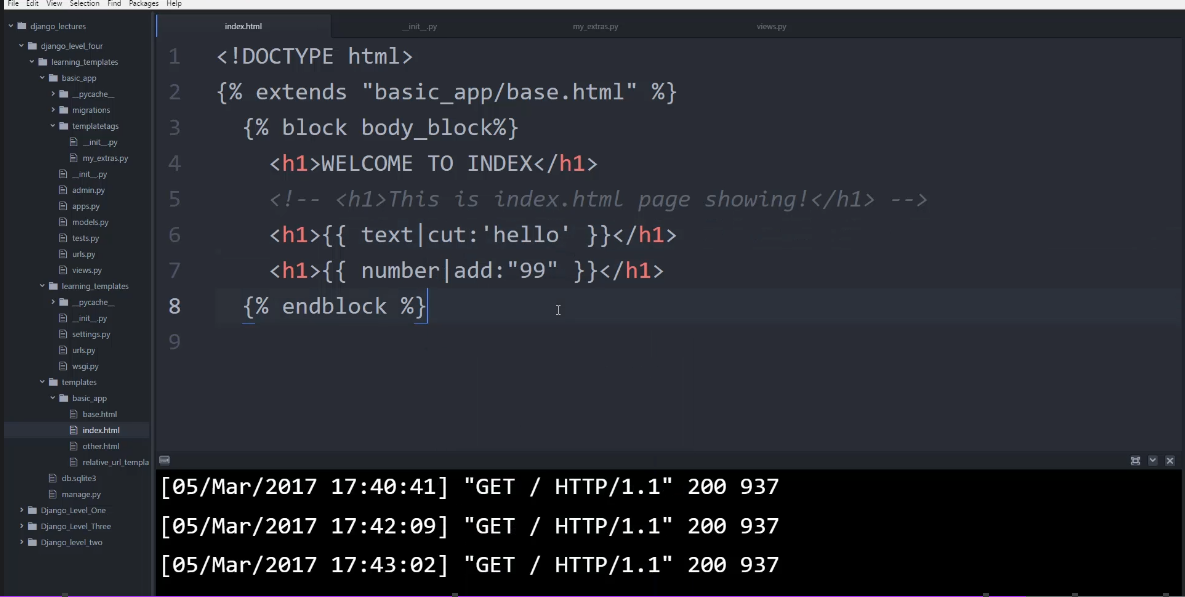 File Edit View Selection Find Packages Help
django_lectures
django_level_four
learning_templates
basic_app
__pycache__
migrations
templatetags
__init__.py
my_extras.py
__init__.py
admin.py
apps.py
models.py
tests.py
urls.py
views.py
learning_templates
__pycache__
__init__.py
settings.py
urls.py
wsgi.py
templates
basic_app
base.html
index.html
other.html
relative_url_templa
db.sqlite3
manage.py
Django_Level_One
Django_Level_Three
Django_level_two
index.html __init__.py my_extras.py views.py
1 <!DOCTYPE html>
2 {% extends "basic_app/base.html" %}
3 {% block body_block%}
4 <h1>WELCOME TO INDEX</h1>
5 <!-- <h1>This is index.html page showing!</h1> -->
6 <h1>{{ text|cut:'hello' }}</h1>
7 <h1>{{ number|add:"99" }}</h1>
8 {% endblock %}
9
[05/Mar/2017 17:40:41] "GET / HTTP/1.1" 200 937
[05/Mar/2017 17:42:09] "GET / HTTP/1.1" 200 937
[05/Mar/2017 17:43:02] "GET / HTTP/1.1" 200 937